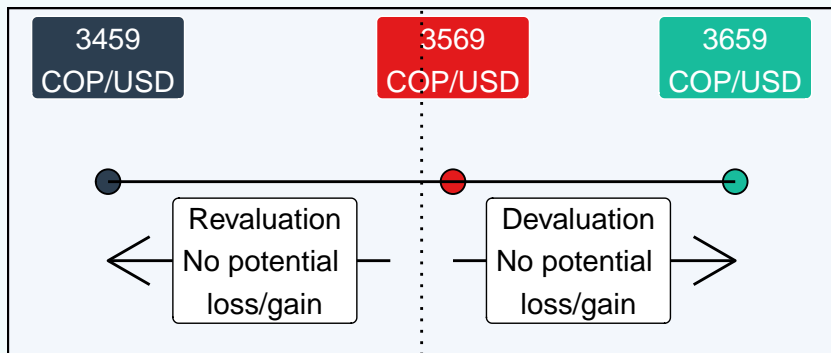 3459
COP/USD
3569
COP/USD
3659
COP/USD
Revaluation
No potential
loss/gain
Devaluation
No potential
loss/gain